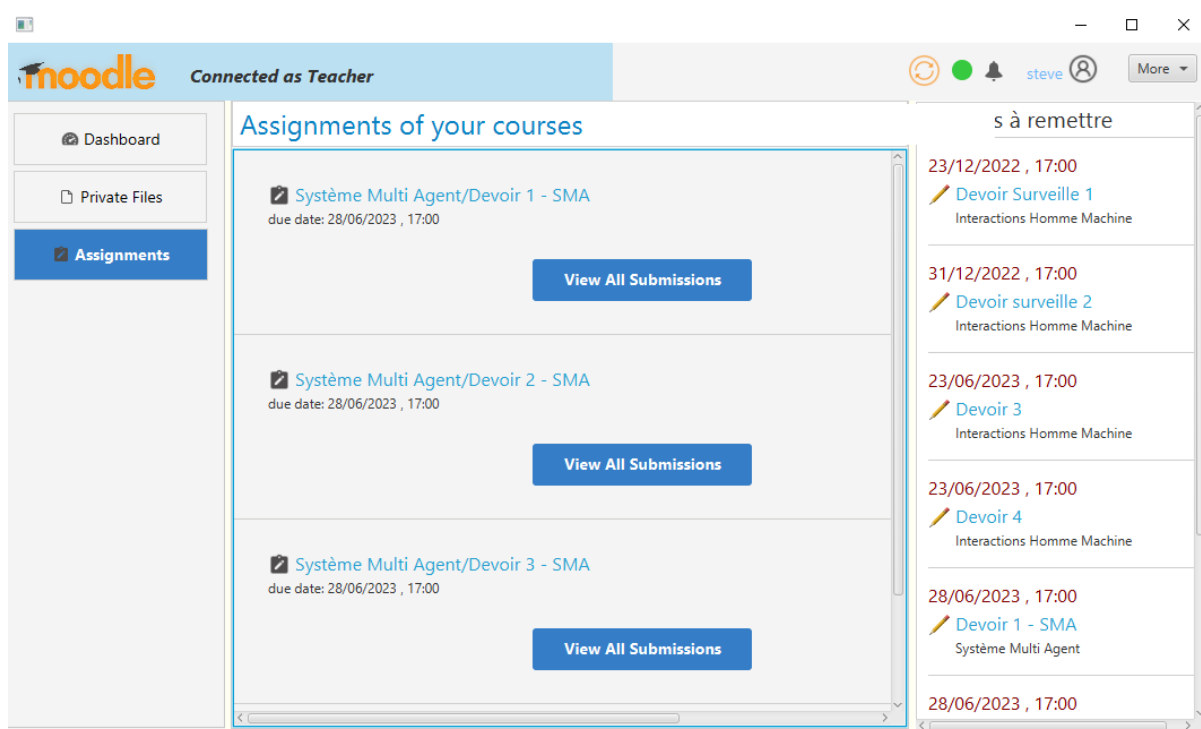 moodle
Connected as Teacher
steve
More
Dashboard
Private Files
Assignments
Assignments of your courses
Système Multi Agent/Devoir 1 - SMA
due date: 28/06/2023 , 17:00
View All Submissions
Système Multi Agent/Devoir 2 - SMA
due date: 28/06/2023 , 17:00
View All Submissions
Système Multi Agent/Devoir 3 - SMA
due date: 28/06/2023 , 17:00
View All Submissions
s à remettre
23/12/2022 , 17:00
Devoir Surveille 1
Interactions Homme Machine
31/12/2022 , 17:00
Devoir surveille 2
Interactions Homme Machine
23/06/2023 , 17:00
Devoir 3
Interactions Homme Machine
23/06/2023 , 17:00
Devoir 4
Interactions Homme Machine
28/06/2023 , 17:00
Devoir 1 - SMA
Système Multi Agent
28/06/2023 , 17:00